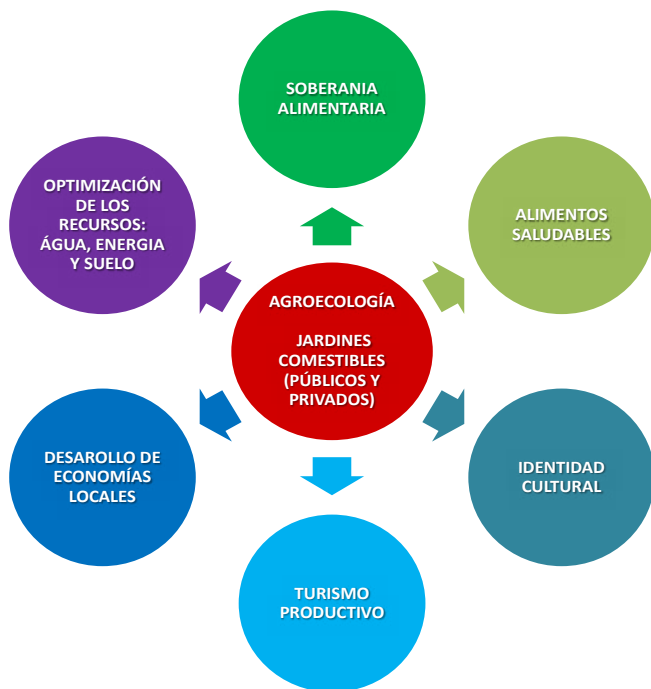 SOBERANIA
ALIMENTARIA
OPTIMIZACIÓN
DE LOS
RECURSOS:
ÁGUA, ENERGIA
Y SUELO
ALIMENTOS
SALUDABLES
AGROECOLOGÍA
JARDINES
COMESTIBLES
(PÚBLICOS Y
PRIVADOS)
DESAROLLO DE
ECONOMÍAS
LOCALES
IDENTIDAD
CULTURAL
TURISMO
PRODUCTIVO